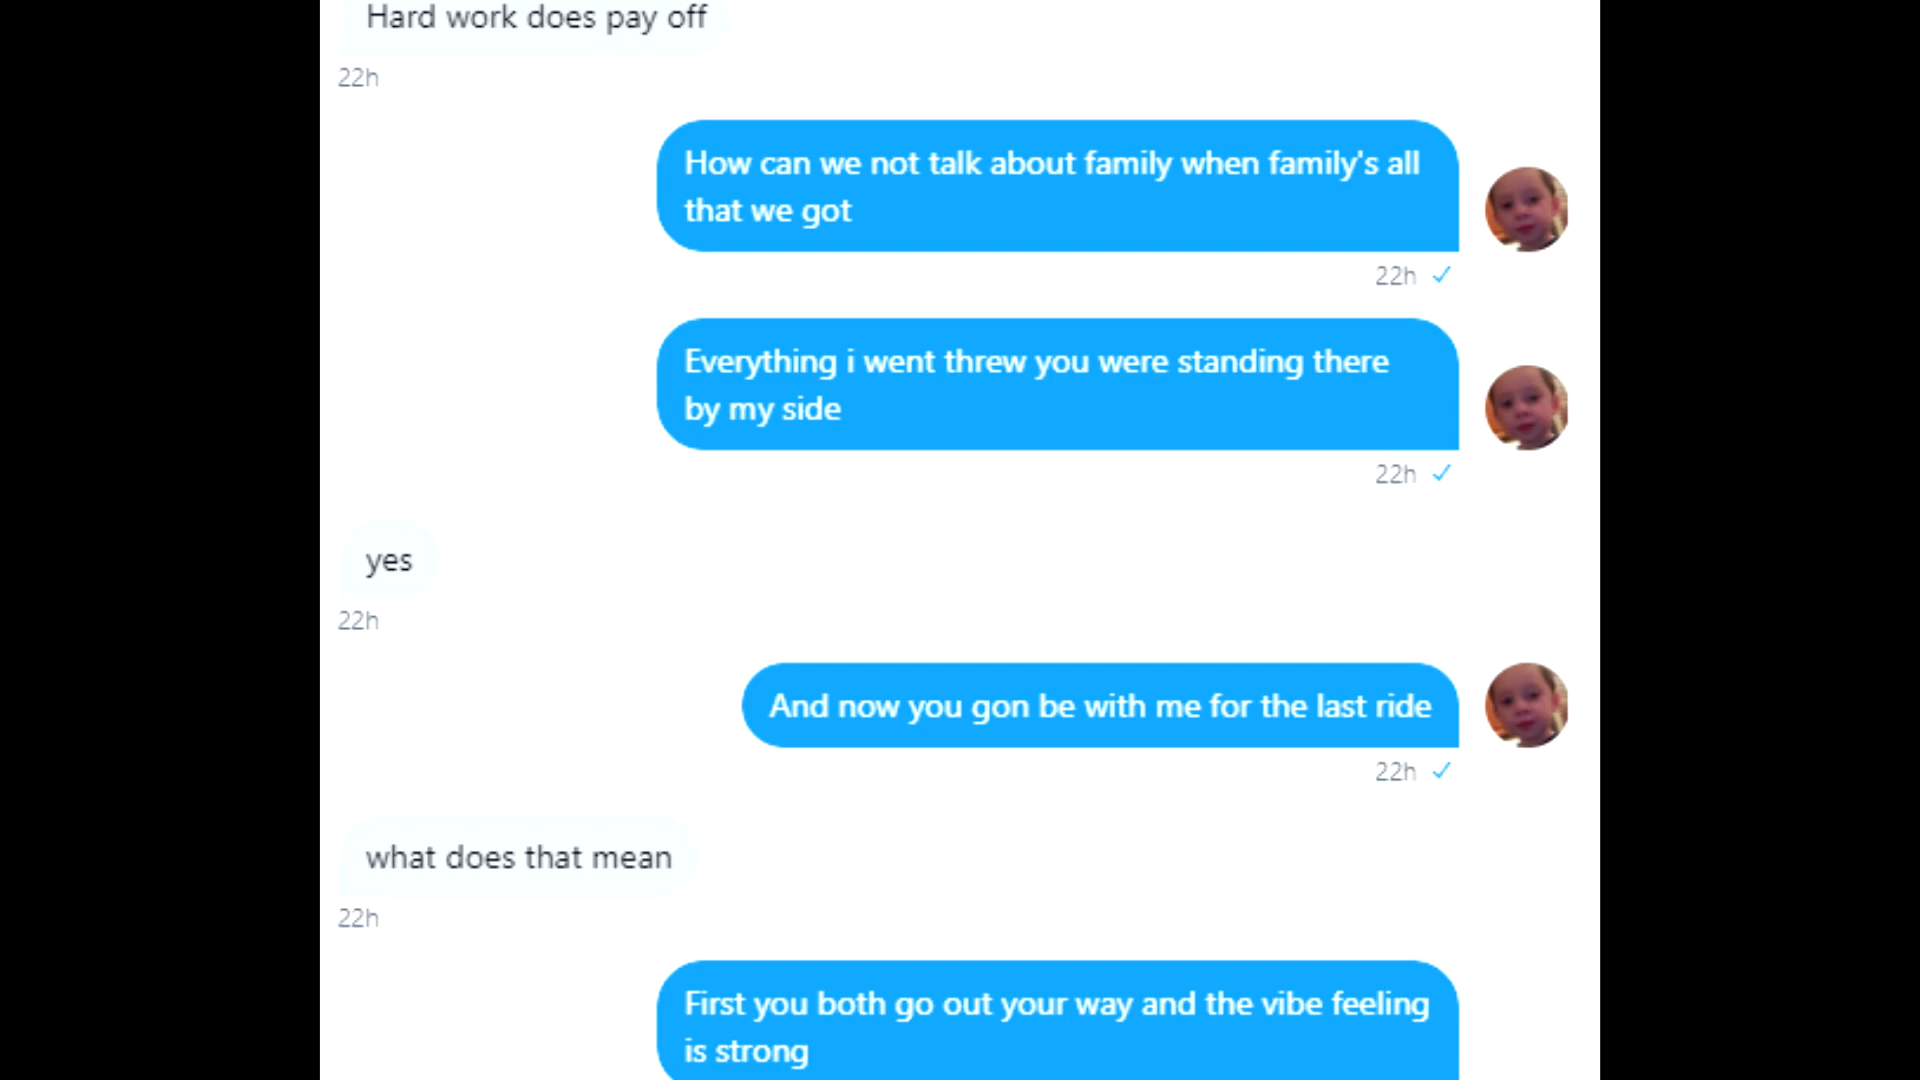 Hard work does pay off
22h
How can we not talk about family when family's all
that we got
22h
Everything i went threw you were standing there
by my side
22h
yes
22h
And now you gon be with me for the last ride
22h
what does that mean
22h
First you both go out your way and the vibe feeling
is strong